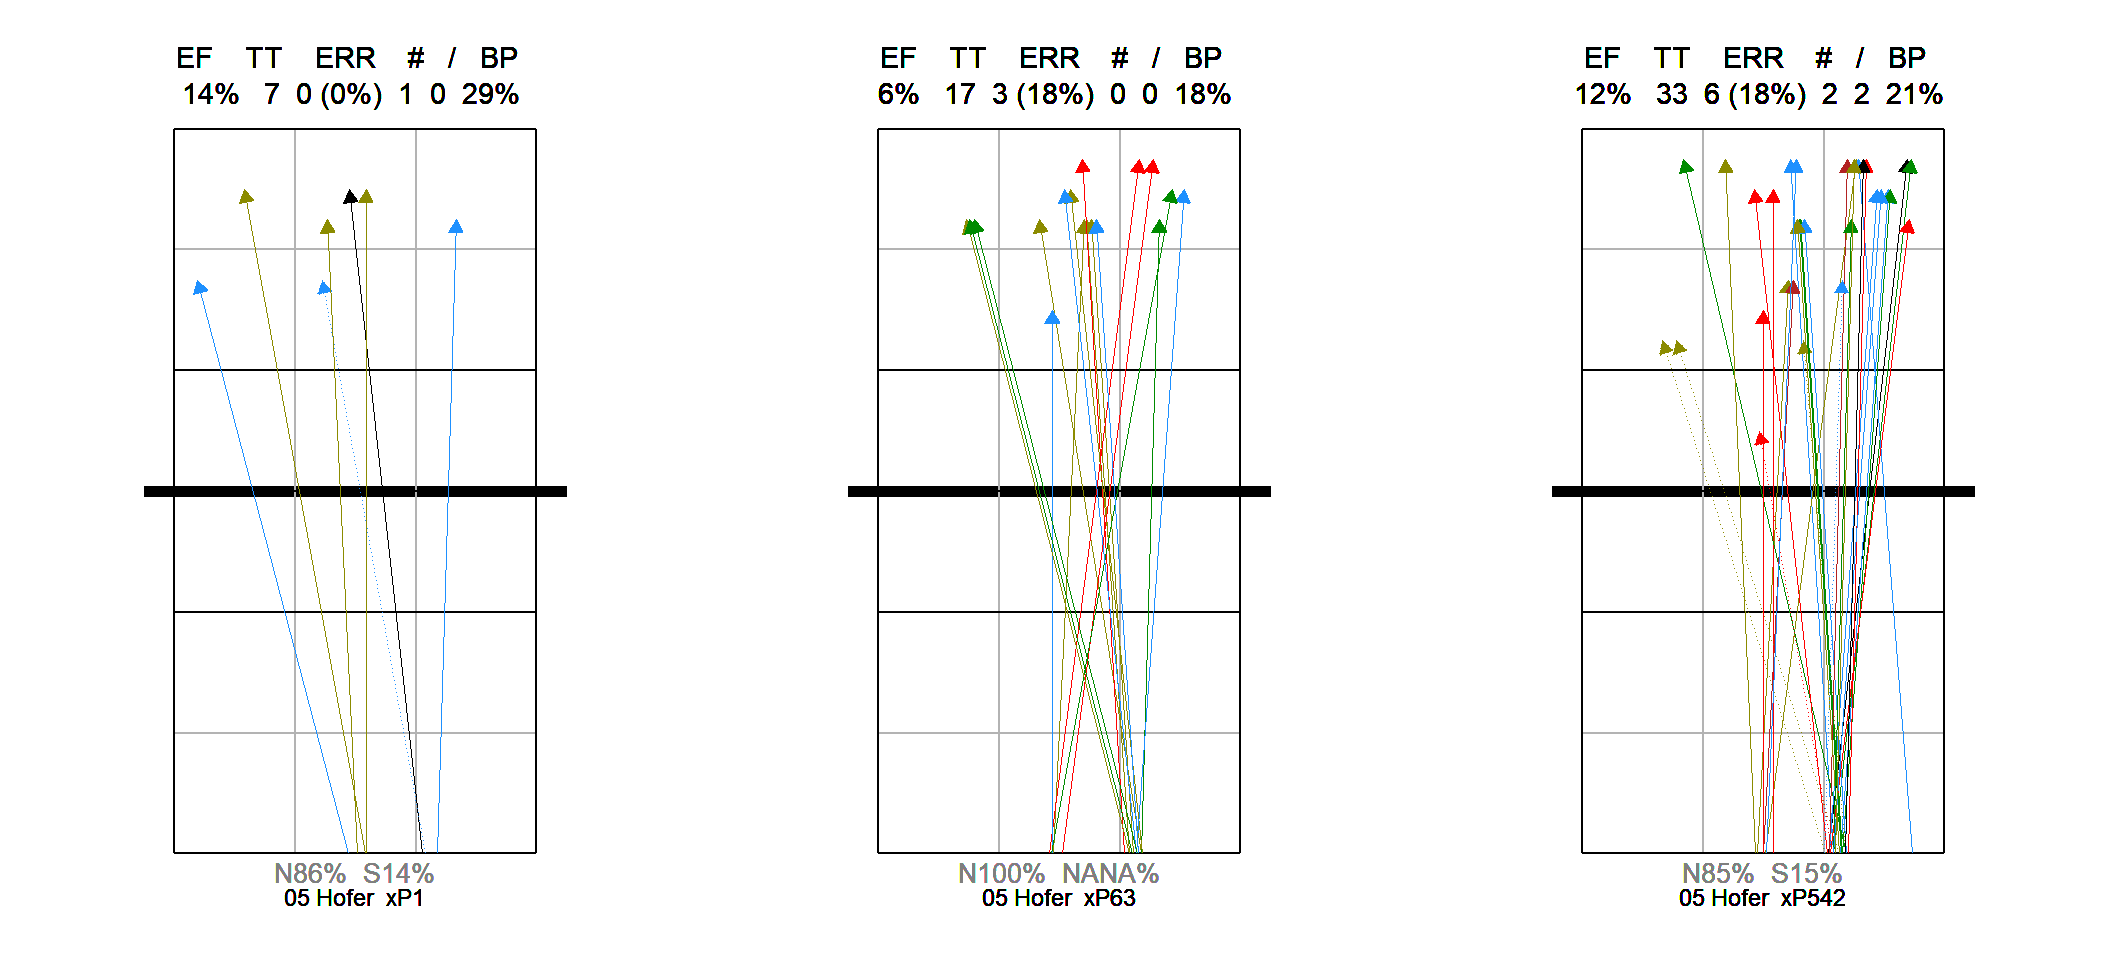 EF TT ERR # / BP
14% 7 0 (0%) 1 0 29%
N86% S14%
05 Hofer xP1
EF TT ERR # / BP
6% 17 3 (18%) 0 0 18%
N100% NANA%
05 Hofer xP63
EF TT ERR # / BP
12% 33 6 (18%) 2 2 21%
N85% S15%
05 Hofer xP542